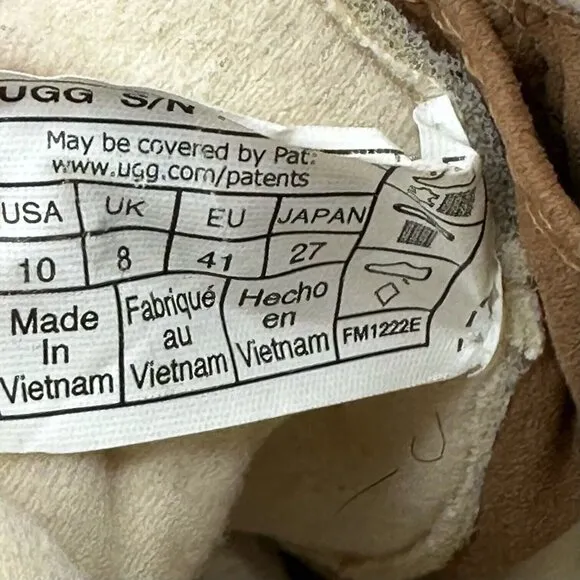 UGG S/N
May be covered by Pat:
www.ugg.com/patents
USA UK EU JAPAN
10 8 41 27
Made In Vietnam
Fabriqué au Vietnam
Hecho en Vietnam
FM1222E